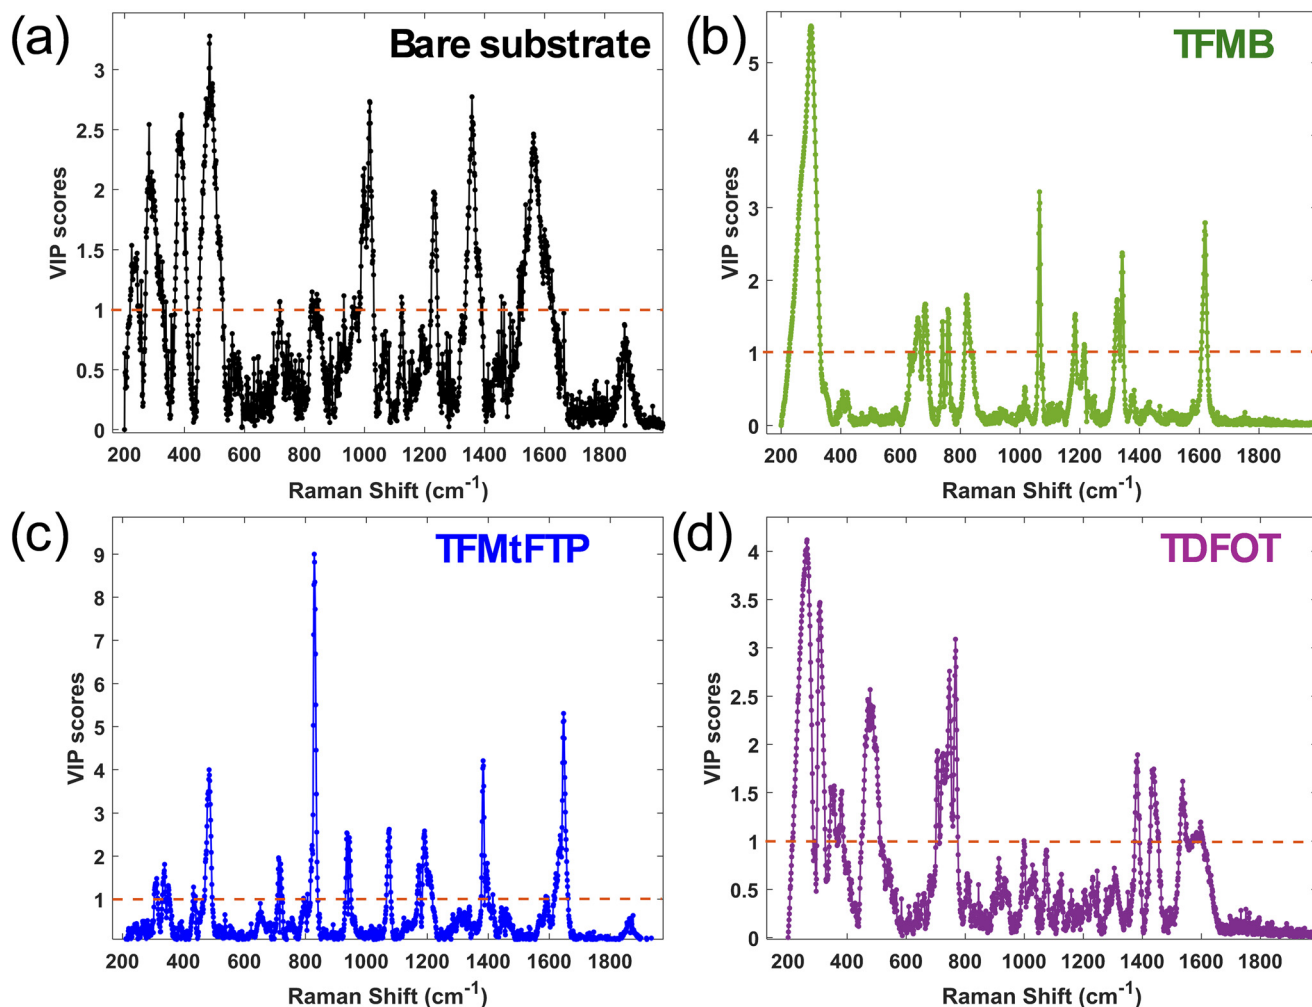 (a)
Bare substrate
VIP scores
3
2.5
2
1.5
1
0.5
0
200 400 600 800 1000 1200 1400 1600 1800
Raman Shift (cm⁻¹)
(b)
TFMB
VIP scores
5
4
3
2
1
0
200 400 600 800 1000 1200 1400 1600 1800
Raman Shift (cm⁻¹)
(c)
TFMtFTP
VIP scores
9
8
7
6
5
4
3
2
1
200 400 600 800 1000 1200 1400 1600 1800
Raman Shift (cm⁻¹)
(d)
TDFOT
VIP scores
4
3.5
3
2.5
2
1.5
1
0.5
0
200 400 600 800 1000 1200 1400 1600 1800
Raman Shift (cm⁻¹)